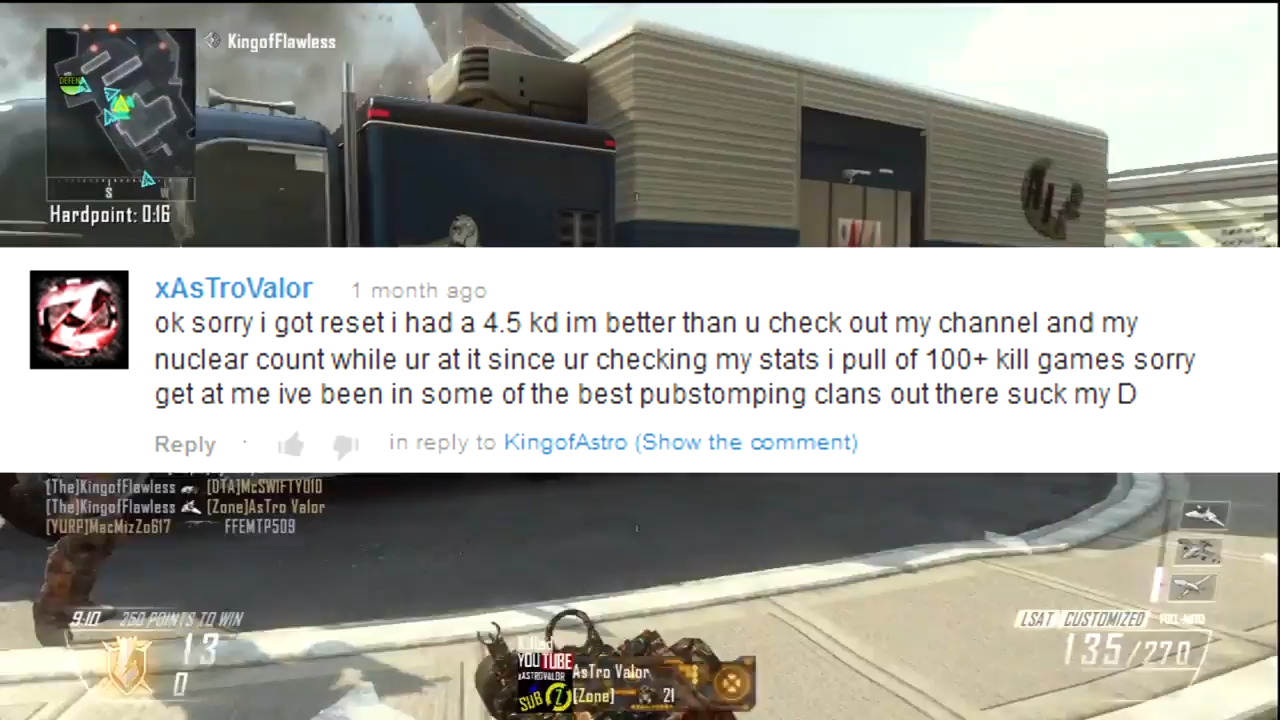 KingofFlawless
DEFEND
S
W
Hardpoint: 0:16
xAsTroValor 1 month ago
ok sorry i got reset i had a 4.5 kd im better than u check out my channel and my
nuclear count while ur at it since ur checking my stats i pull of 100+ kill games sorry
get at me ive been in some of the best pubstomping clans out there suck my D
Reply · in reply to KingofAstro (Show the comment)
[The]KingofFlawless [DTA]McSWIFTY010
[The]KingofFlawless [Zone]AsTro Valor
[YURP]MacMizZo617 FFEMTP509
9:10 250 POINTS TO WIN
13
0
LSAT CUSTOMIZED FULL AUTO
135/270
Killed
YOUTUBE
xASTROVALOR
SUB Z
AsTro Valor
[Zone] 21